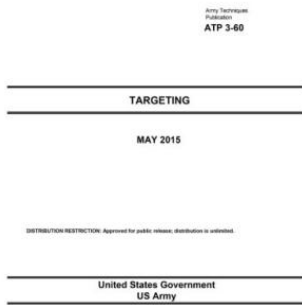 Army Techniques
Publication
ATP 3-60
TARGETING
MAY 2015
DISTRIBUTION RESTRICTION: Approved for public release; distribution is unlimited.
United States Government
US Army